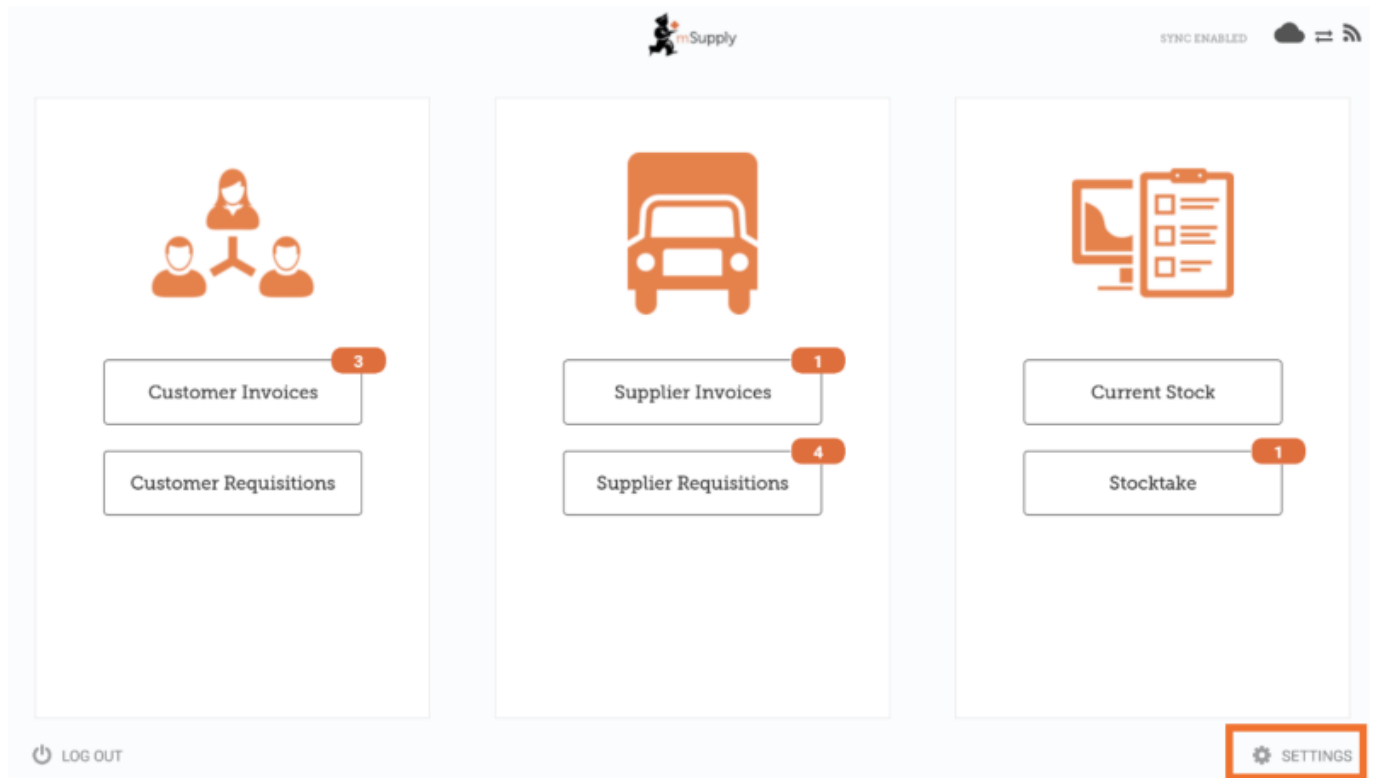 mSupply
SYNC ENABLED
3
Customer Invoices
Customer Requisitions
1
Supplier Invoices
4
Supplier Requisitions
Current Stock
1
Stocktake
LOG OUT
SETTINGS